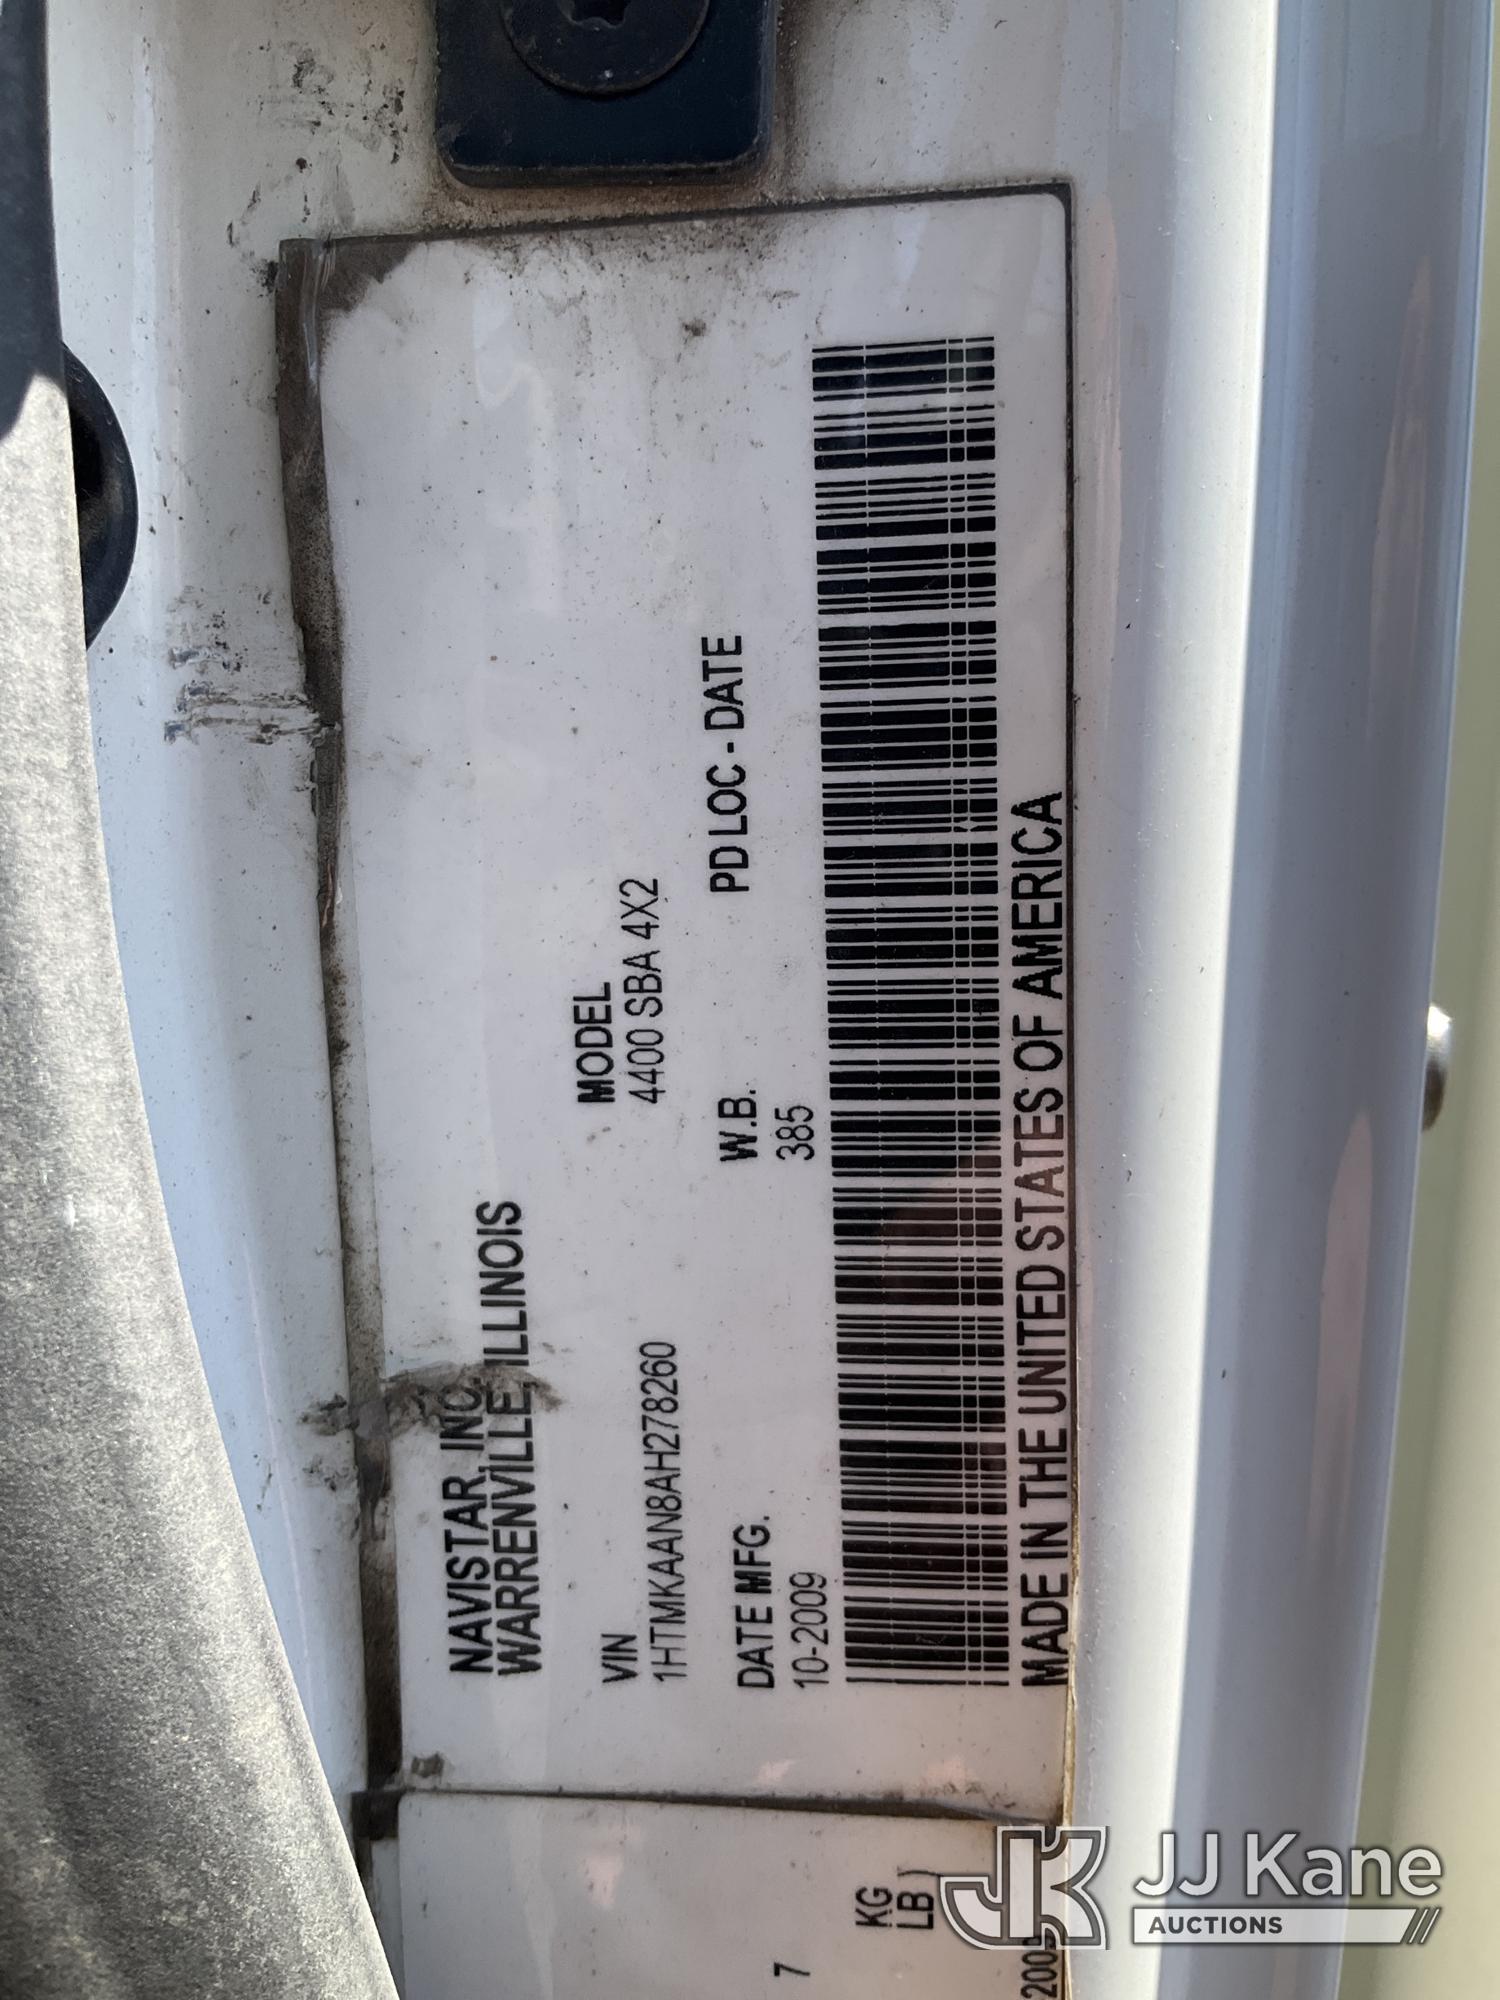 NAVISTAR, INC.
WARRENVILLE, ILLINOIS
VIN
1HTMKAAN8AH278260
MODEL
4400 SBA 4X2
DATE MFG.
10-2009
W.B.
385
PD LOC - DATE
MADE IN THE UNITED STATES OF AMERICA
7
KG
LB )
JJ Kane
AUCTIONS